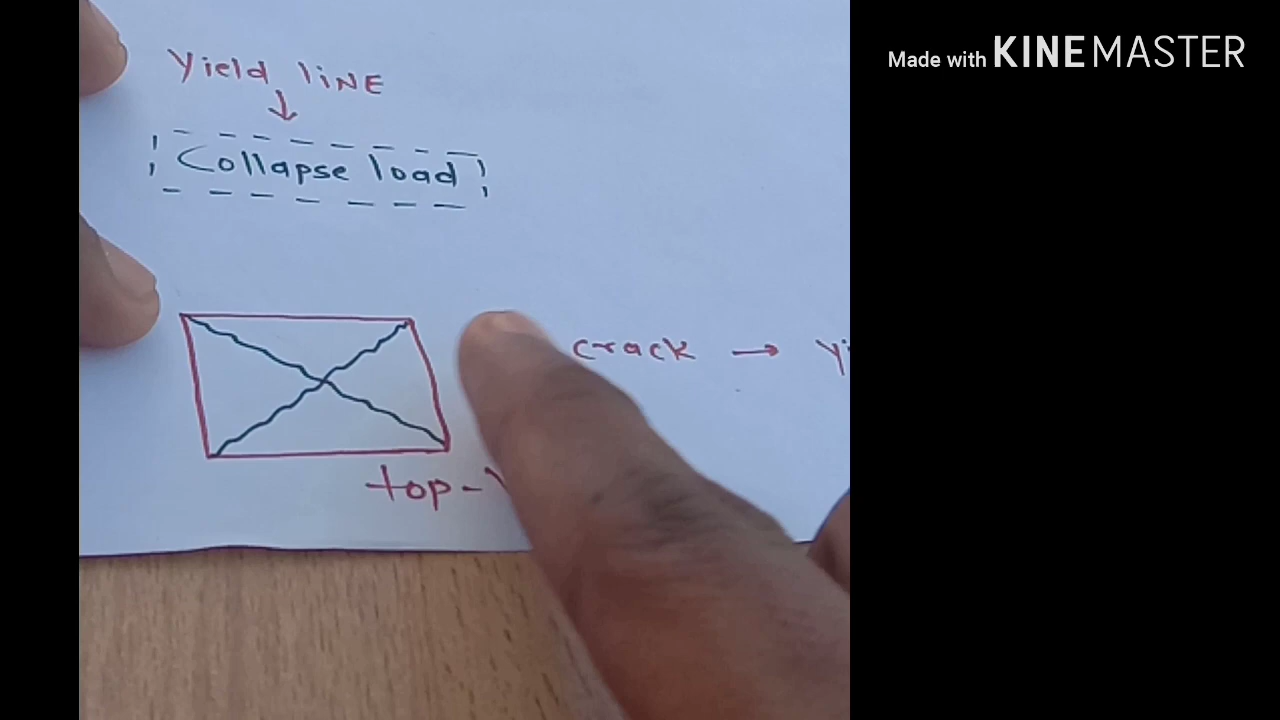 Yield liNE
↓
Collapse load
crack →
top-
Made with KINEMASTER